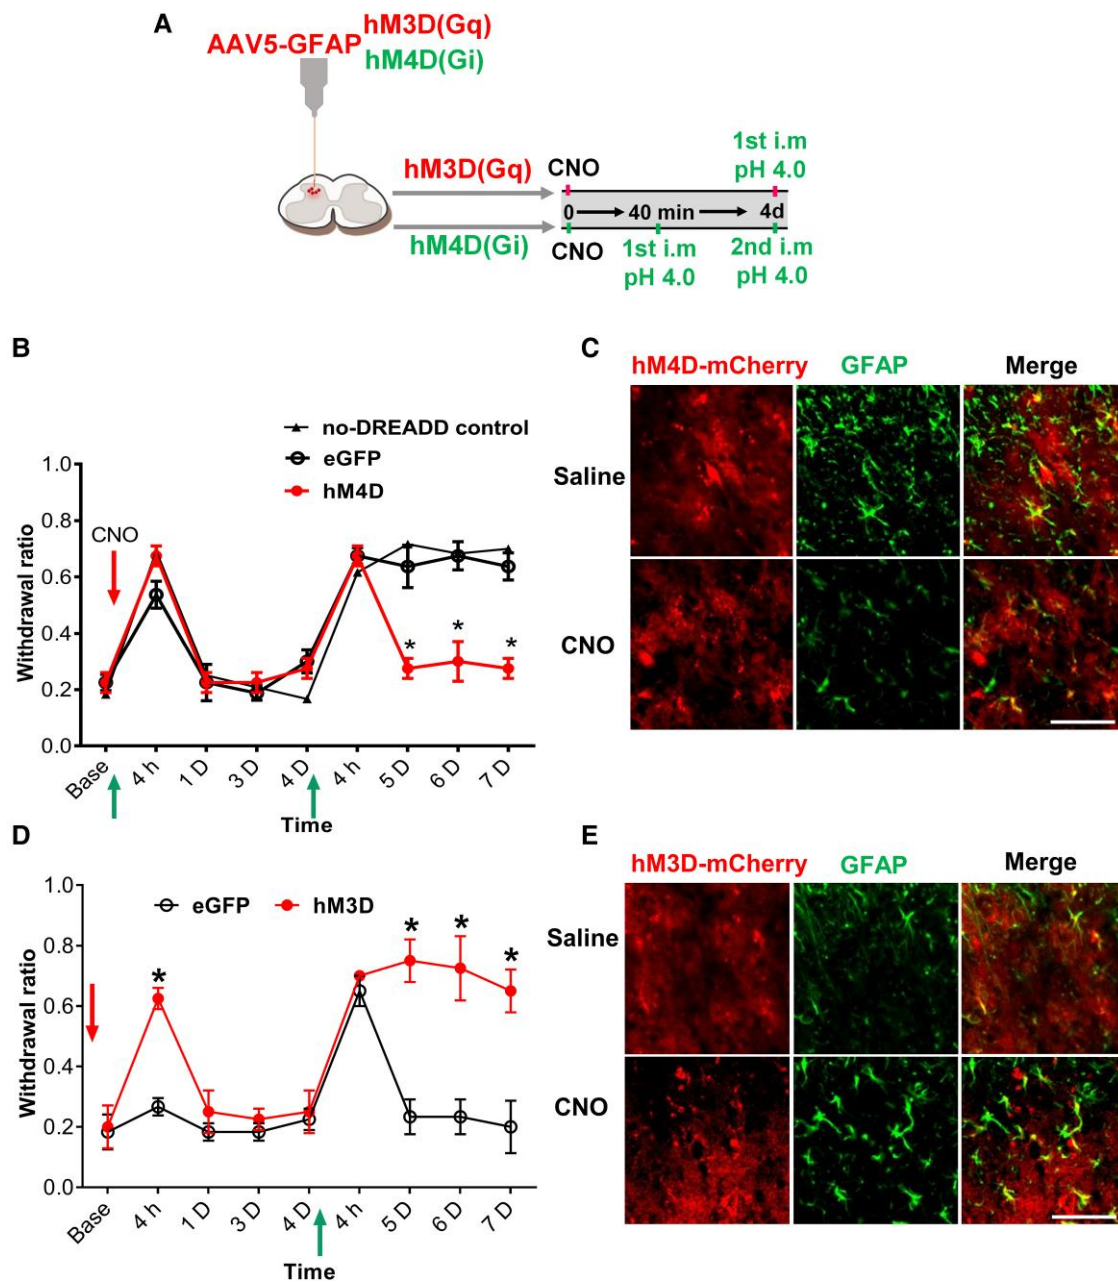 A
AAV5-GFAP hM3D(Gq)
hM4D(Gi)
hM3D(Gq)
hM4D(Gi)
CNO
1st i.m
pH 4.0
0 40 min 4d
CNO
1st i.m
pH 4.0
2nd i.m
pH 4.0
B
no-DREADD control
eGFP
hM4D
CNO
Withdrawal ratio
1.0
0.8
0.6
0.4
0.2
0.0
* * *
Base 4 h 1 D 3 D 4 D 4 h 5 D 6 D 7 D
Time
C
hM4D-mCherry GFAP Merge
Saline
CNO
D
eGFP hM3D
Withdrawal ratio
1.0
0.8
0.6
0.4
0.2
0.0
* * * *
Base 4 h 1 D 3 D 4 D 4 h 5 D 6 D 7 D
Time
E
hM3D-mCherry GFAP Merge
Saline
CNO